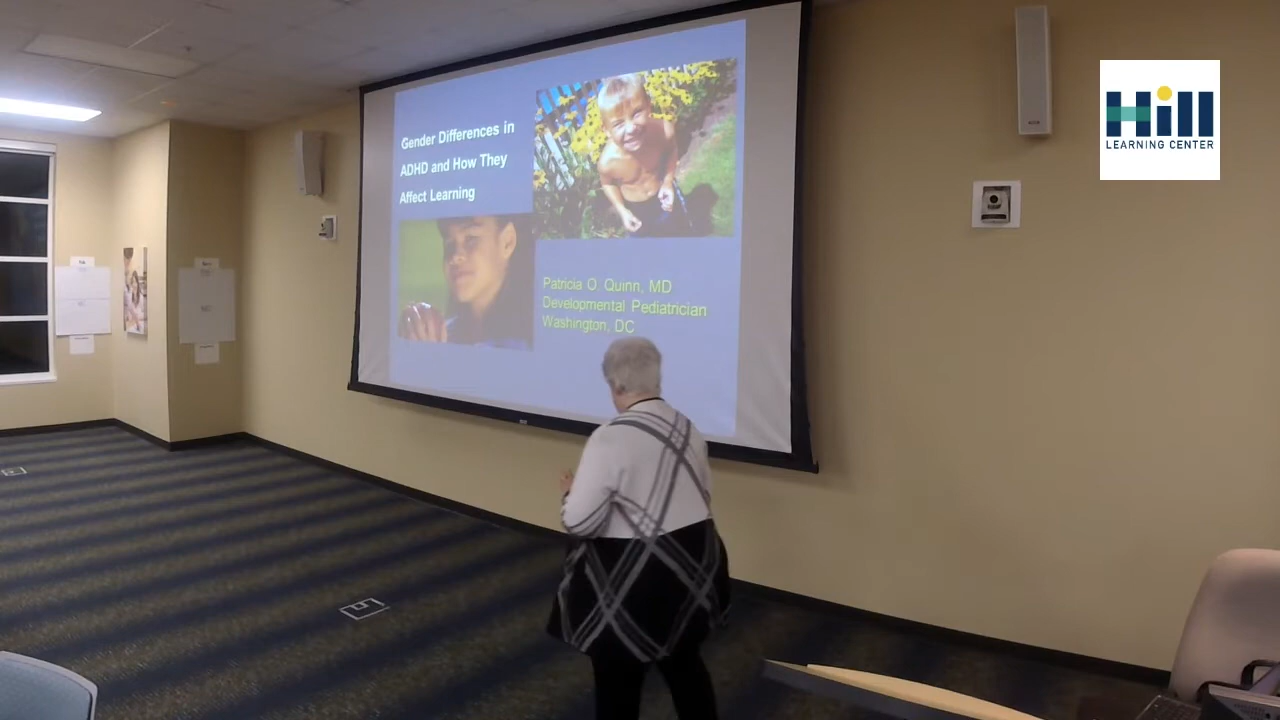 Gender Differences in
ADHD and How They
Affect Learning
Patricia O. Quinn, MD
Developmental Pediatrician
Washington, DC
Hill
LEARNING CENTER